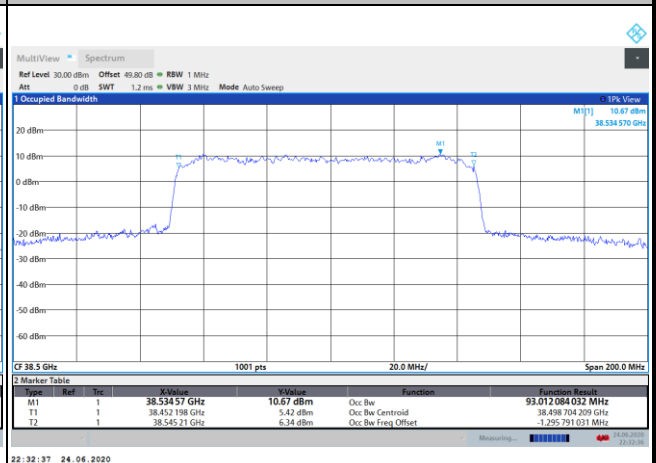 MultiView Spectrum
Ref Level 30.00 dBm Offset 49.80 dB RBW 1 MHz
Att 0 dB SWT 1.2 ms VBW 3 MHz Mode Auto Sweep
1 Occupied Bandwidth 1Pk View
M1[1] 10.67 dBm
38.534 570 GHz
20 dBm
M1
10 dBm
T1 T2
0 dBm
-10 dBm
-20 dBm
-30 dBm
-40 dBm
-50 dBm
-60 dBm
CF 38.5 GHz 1001 pts 20.0 MHz/ Span 200.0 MHz
2 Marker Table
Type Ref Trc X-Value Y-Value Function Function Result
M1 1 38.534 57 GHz 10.67 dBm Occ Bw 93.012 084 032 MHz
T1 1 38.452 198 GHz 5.42 dBm Occ Bw Centroid 38.498 704 209 GHz
T2 1 38.545 21 GHz 6.34 dBm Occ Bw Freq Offset -1.295 791 031 MHz
Measuring... 24.06.2020
22:32:36
22:32:37 24.06.2020